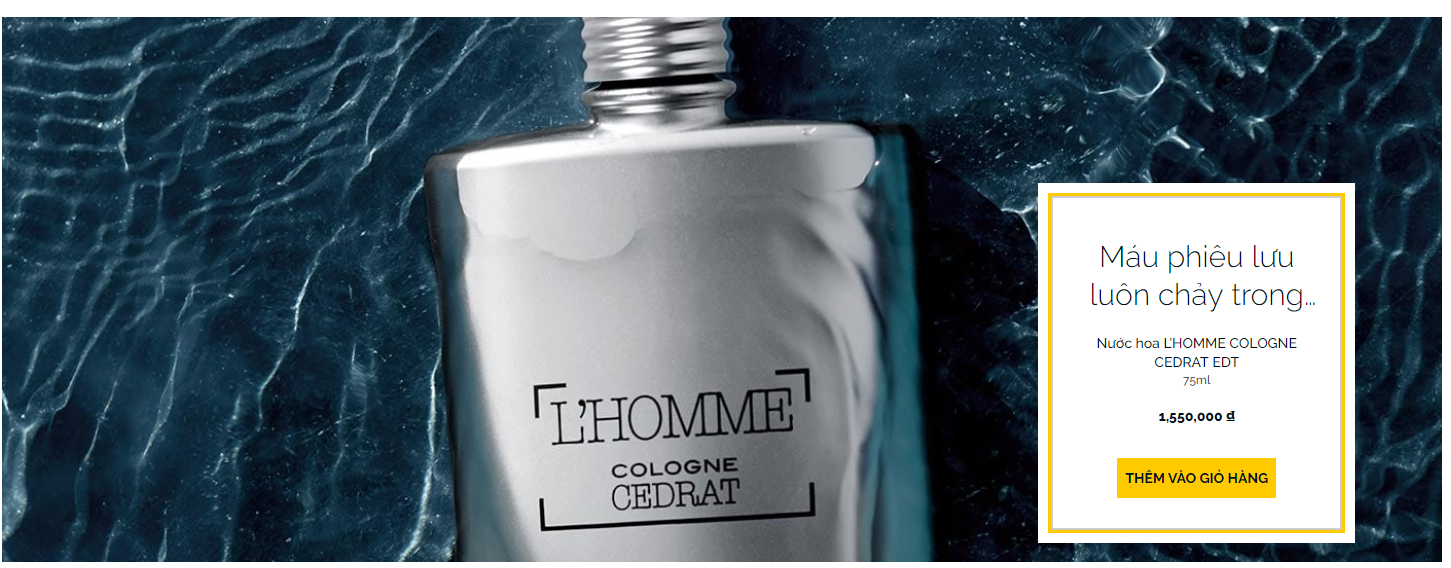 L'HOMME
COLOGNE
CEDRAT
Máu phiêu lưu
luôn chảy trong...
Nước hoa L'HOMME COLOGNE
CEDRAT EDT
75ml
1,550,000 ₫
THÊM VÀO GIỎ HÀNG